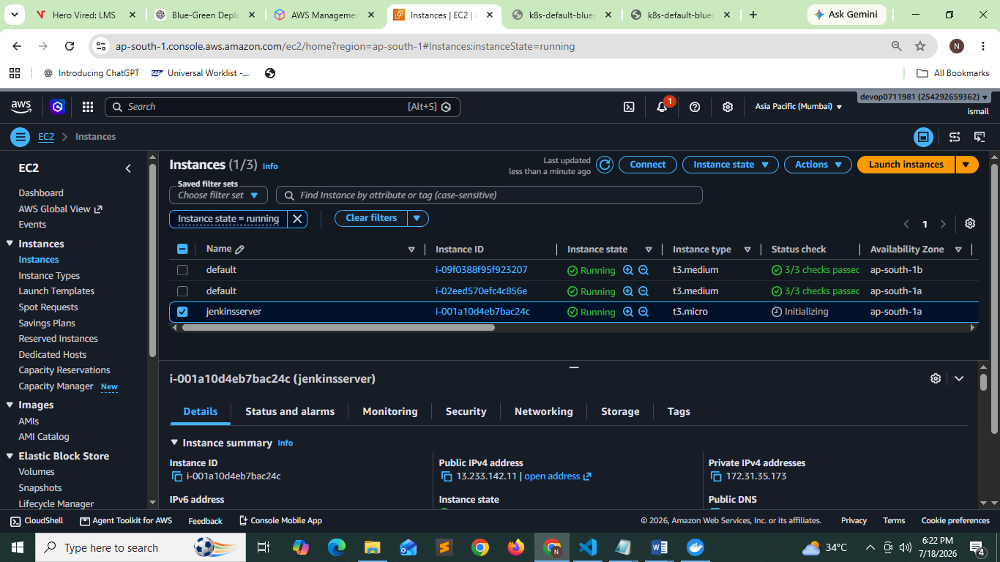 Hero Vired: LMS
Blue-Green Depl
AWS Managemen
Instances | EC2 | a
k8s-default-blueg
k8s-default-blueg
Ask Gemini
ap-south-1.console.aws.amazon.com/ec2/home?region=ap-south-1#Instances:instanceState=running
N
Introducing ChatGPT
Universal Worklist -...
All Bookmarks
aws
Search
[Alt+S]
1
Asia Pacific (Mumbai)
devop0711981 (254292659362)
ismail
EC2
Instances
EC2
Dashboard
AWS Global View
Events
Instances
Instances
Instance Types
Launch Templates
Spot Requests
Savings Plans
Reserved Instances
Dedicated Hosts
Capacity Reservations
Capacity Manager New
Images
AMIs
AMI Catalog
Elastic Block Store
Volumes
Snapshots
Lifecycle Manager
Instances (1/3) Info
Last updated
less than a minute ago
Connect
Instance state
Actions
Launch instances
Saved filter sets
Choose filter set
Find Instance by attribute or tag (case-sensitive)
Instance state = running
Clear filters
1
Name Instance ID Instance state Instance type Status check Availability Zone
default i-09f0388f95f923207 Running t3.medium 3/3 checks passed ap-south-1b
default i-02eed570efc4c856e Running t3.medium 3/3 checks passed ap-south-1a
jenkinsserver i-001a10d4eb7bac24c Running t3.micro Initializing ap-south-1a
i-001a10d4eb7bac24c (jenkinsserver)
Details Status and alarms Monitoring Security Networking Storage Tags
Instance summary Info
Instance ID
i-001a10d4eb7bac24c
Public IPv4 address
13.233.142.11 | open address
Private IPv4 addresses
172.31.35.173
IPv6 address
Instance state
Public DNS
CloudShell
Agent Toolkit for AWS
Feedback
Console Mobile App
© 2026, Amazon Web Services, Inc. or its affiliates.
Privacy
Terms
Cookie preferences
Type here to search
34°C
6:22 PM
7/18/2026
4